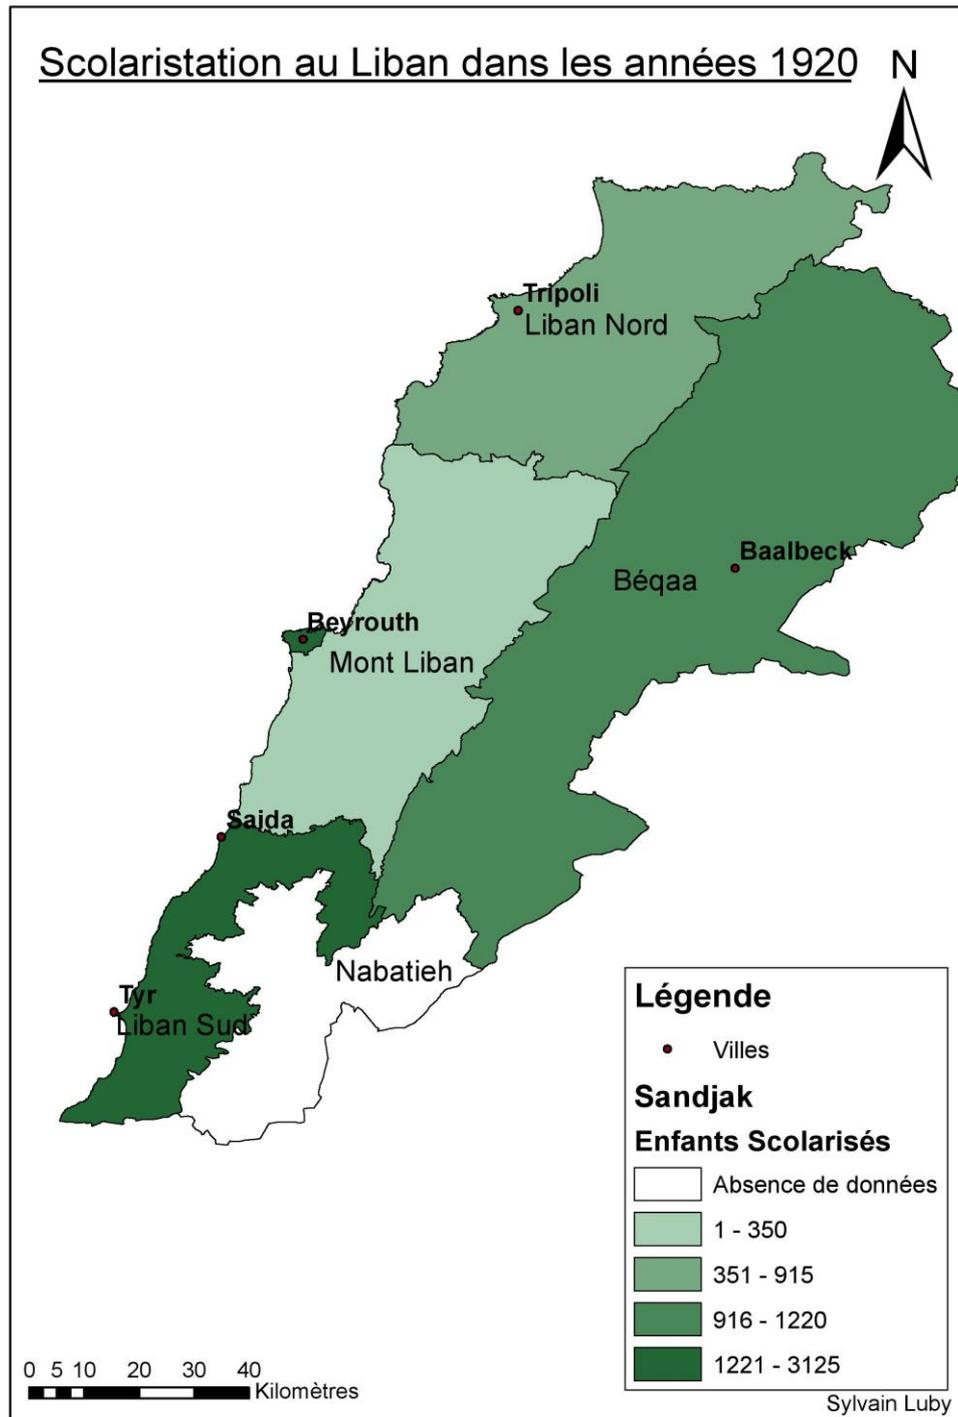 Scolaristation au Liban dans les années 1920
N
Tripoli
Liban Nord
Baalbeck
Béqaa
Beyrouth
Mont Liban
Saida
Nabatieh
Tyr
Liban Sud
Légende
Villes
Sandjak
Enfants Scolarisés
Absence de données
1 - 350
351 - 915
916 - 1220
1221 - 3125
0 5 10 20 30 40
Kilomètres
Sylvain Luby